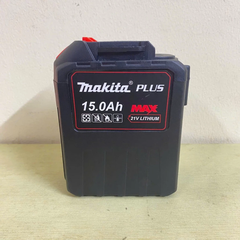 makita PLUS
15.0Ah
MAX
21V LITHIUM